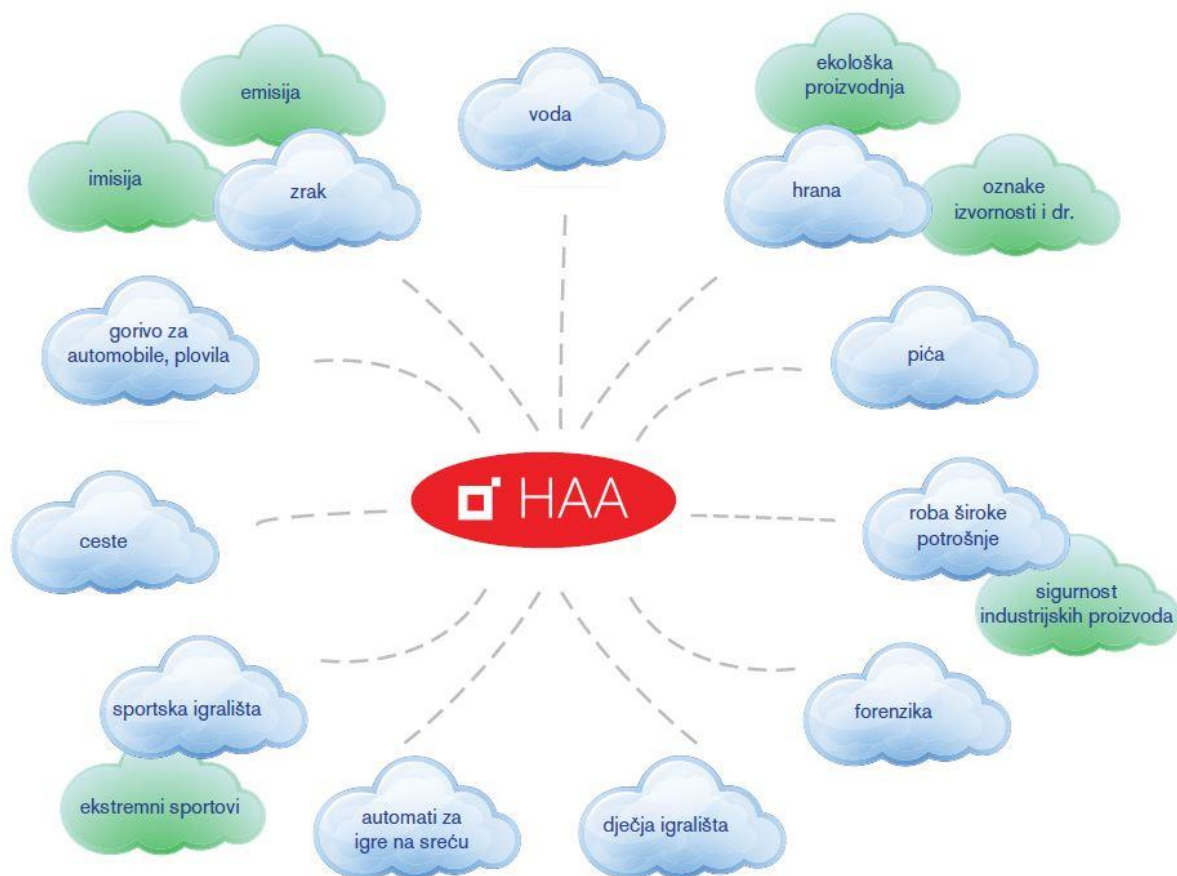 emisija
imisija
zrak
voda
ekološka
proizvodnja
hrana
oznake
izvornosti i dr.
gorivo za
automobile, plovila
pića
HAA
ceste
roba široke
potrošnje
sigurnost
industrijskih proizvoda
sportska igrališta
ekstremni sportovi
forenzika
automati za
igre na sreću
dječja igrališta